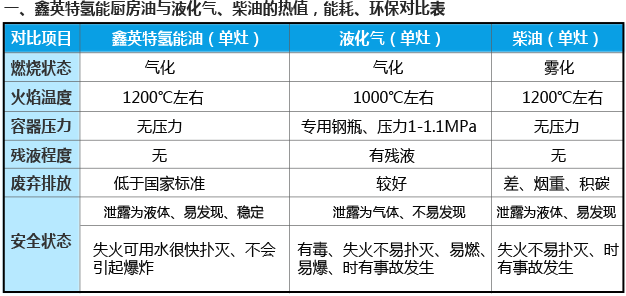 一、鑫英特氢能厨房油与液化气、柴油的热值，能耗、环保对比表
对比项目 鑫英特氢能油（单灶） 液化气（单灶） 柴油（单灶）
燃烧状态 气化 气化 雾化
火焰温度 1200℃左右 1000℃左右 1200℃左右
容器压力 无压力 专用钢瓶、压力1-1.1MPa 无压力
残液程度 无 有残液 无
废弃排放 低于国家标准 较好 差、烟重、积碳
安全状态 泄露为液体、易发现、稳定 泄露为气体、不易发现 泄露为液体、易发现
失火可用水很快扑灭、不会 有毒、失火不易扑灭、易燃、 失火不易扑灭、时
引起爆炸 易爆、时有事故发生 有事故发生